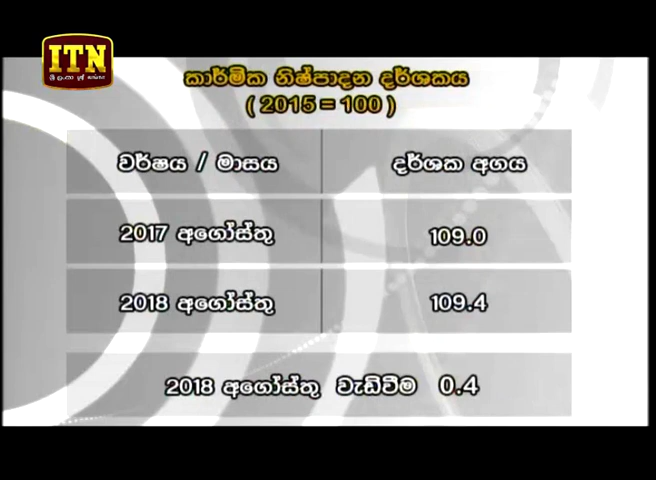 ITN
ශ්‍රී ලංකා පුත් සමගය
කාර්මික නිෂ්පාදන දර්ශකය
( 2015 = 100 )
වර්ෂය / මාසය දර්ශක අගය
2017 අගෝස්තු 109.0
2018 අගෝස්තු 109.4
2018 අගෝස්තු වැඩිවීම 0.4